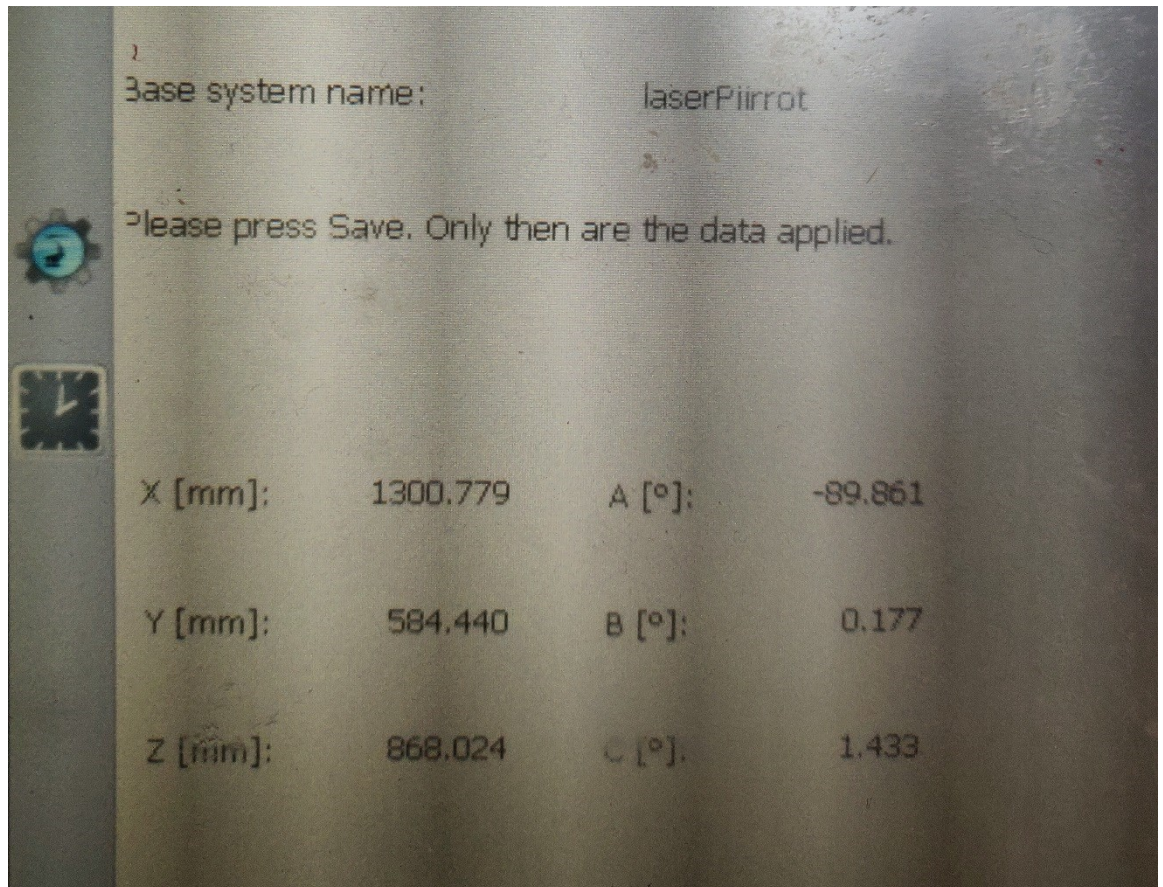 Base system name: laserPiirrot
Please press Save. Only then are the data applied.
X [mm]: 1300.779 A [°]: -89.861
Y [mm]: 584.440 B [°]: 0.177
Z [mm]: 868.024 C [°]: 1.433